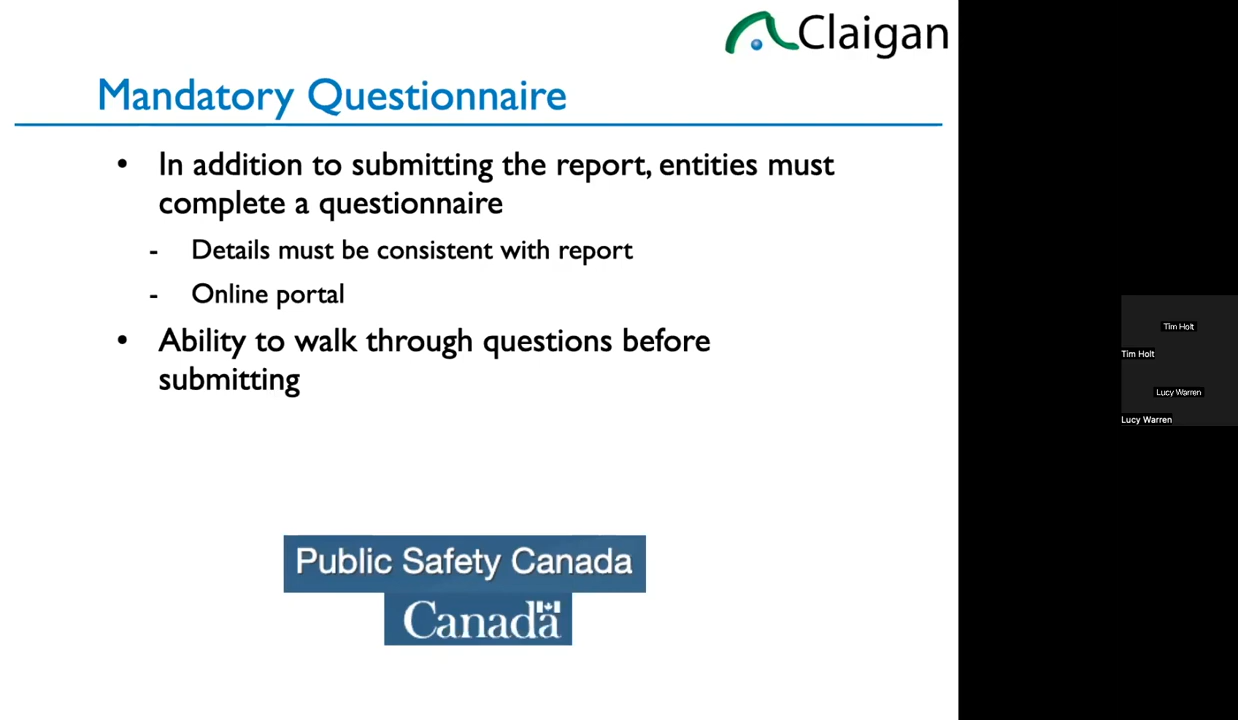 Claigan
Mandatory Questionnaire
• In addition to submitting the report, entities must
complete a questionnaire
- Details must be consistent with report
- Online portal
• Ability to walk through questions before
submitting
Public Safety Canada
Canada
Tim Holt
Tim Holt
Lucy Warren
Lucy Warren